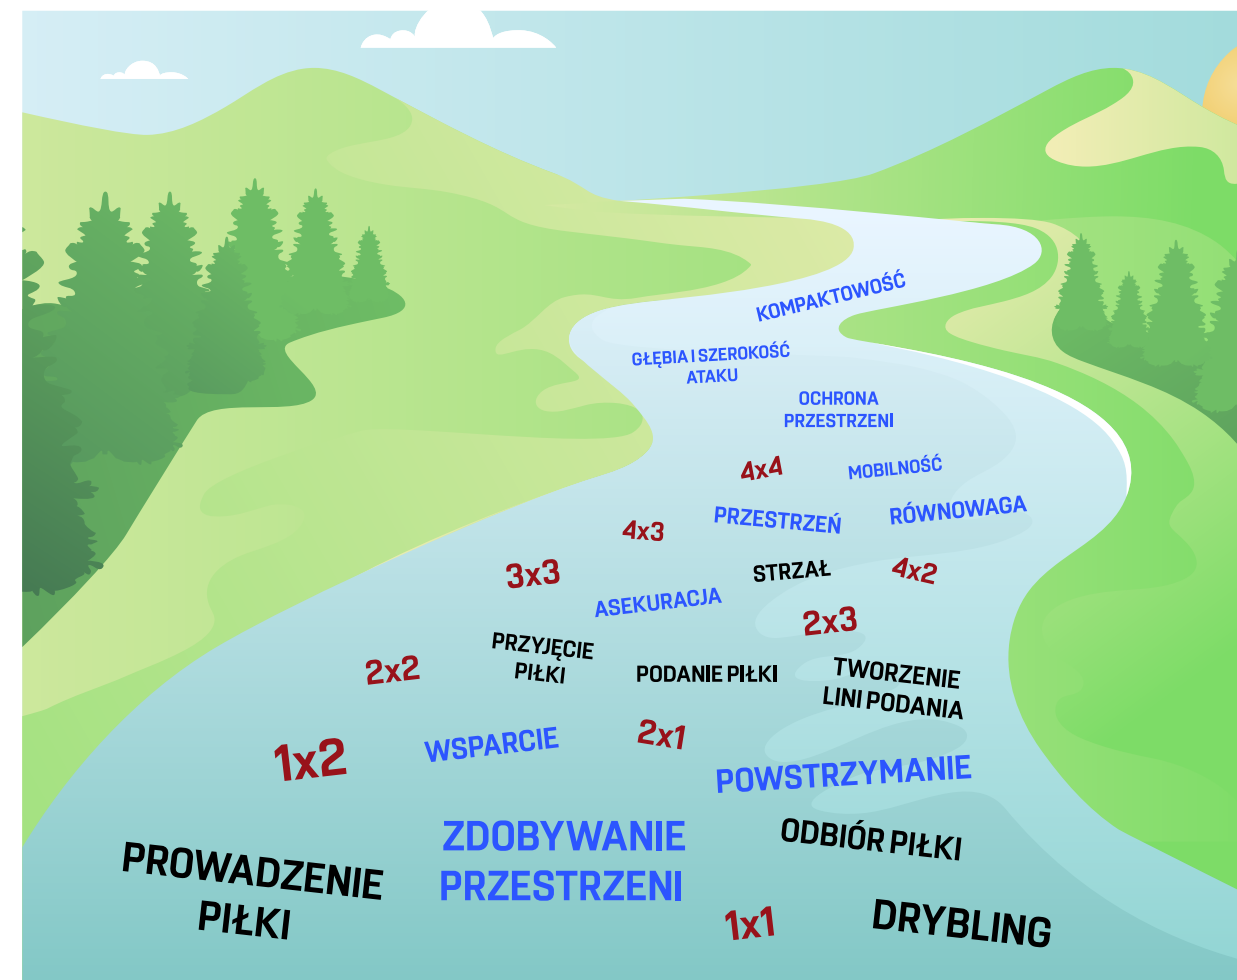 KOMPAKTOWOŚĆ
GŁĘBIA I SZEROKOŚĆ
ATAKU
OCHRONA
PRZESTRZENI
4x4
MOBILNOŚĆ
PRZESTRZEŃ
RÓWNOWAGA
4x3
3x3
STRZAŁ
4x2
ASEKURACJA
2x3
PRZYJĘCIE
PIŁKI
2x2
PODANIE PIŁKI
TWORZENIE
LINI PODANIA
1x2
WSPARCIE
2x1
POWSTRZYMANIE
ZDOBYWANIE
PRZESTRZENI
ODBIÓR PIŁKI
PROWADZENIE
PIŁKI
1x1
DRYBLING